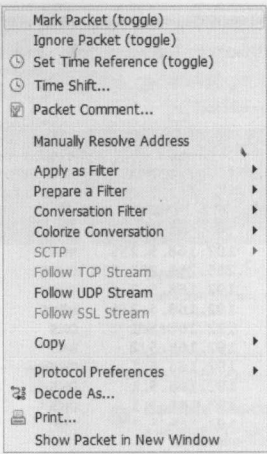 Mark Packet (toggle)
Ignore Packet (toggle)
Set Time Reference (toggle)
Time Shift...
Packet Comment...
Manually Resolve Address
Apply as Filter
Prepare a Filter
Conversation Filter
Colorize Conversation
SCTP
Follow TCP Stream
Follow UDP Stream
Follow SSL Stream
Copy
Protocol Preferences
Decode As...
Print...
Show Packet in New Window